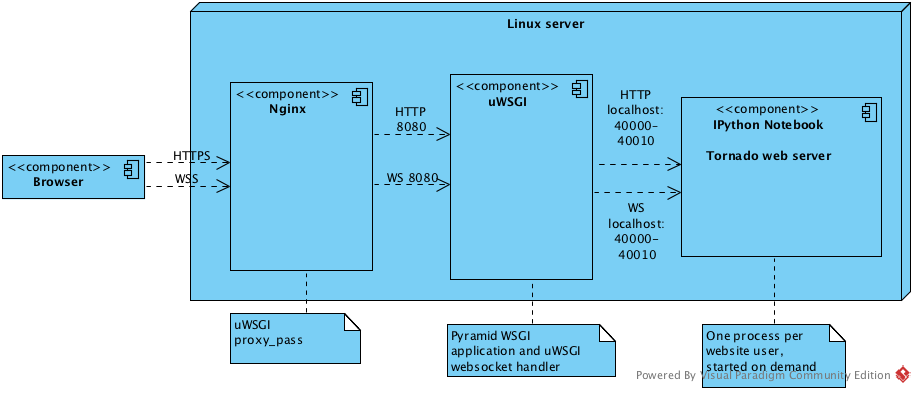 Linux server
<<component>>
Browser
HTTPS
WSS
<<component>>
Nginx
HTTP
8080
WS 8080
<<component>>
uWSGI
HTTP
localhost:
40000-
40010
WS
localhost:
40000-
40010
<<component>>
IPython Notebook
Tornado web server
uWSGI
proxy_pass
Pyramid WSGI
application and uWSGI
websocket handler
One process per
website user,
started on demand
Powered By Visual Paradigm Community Edition